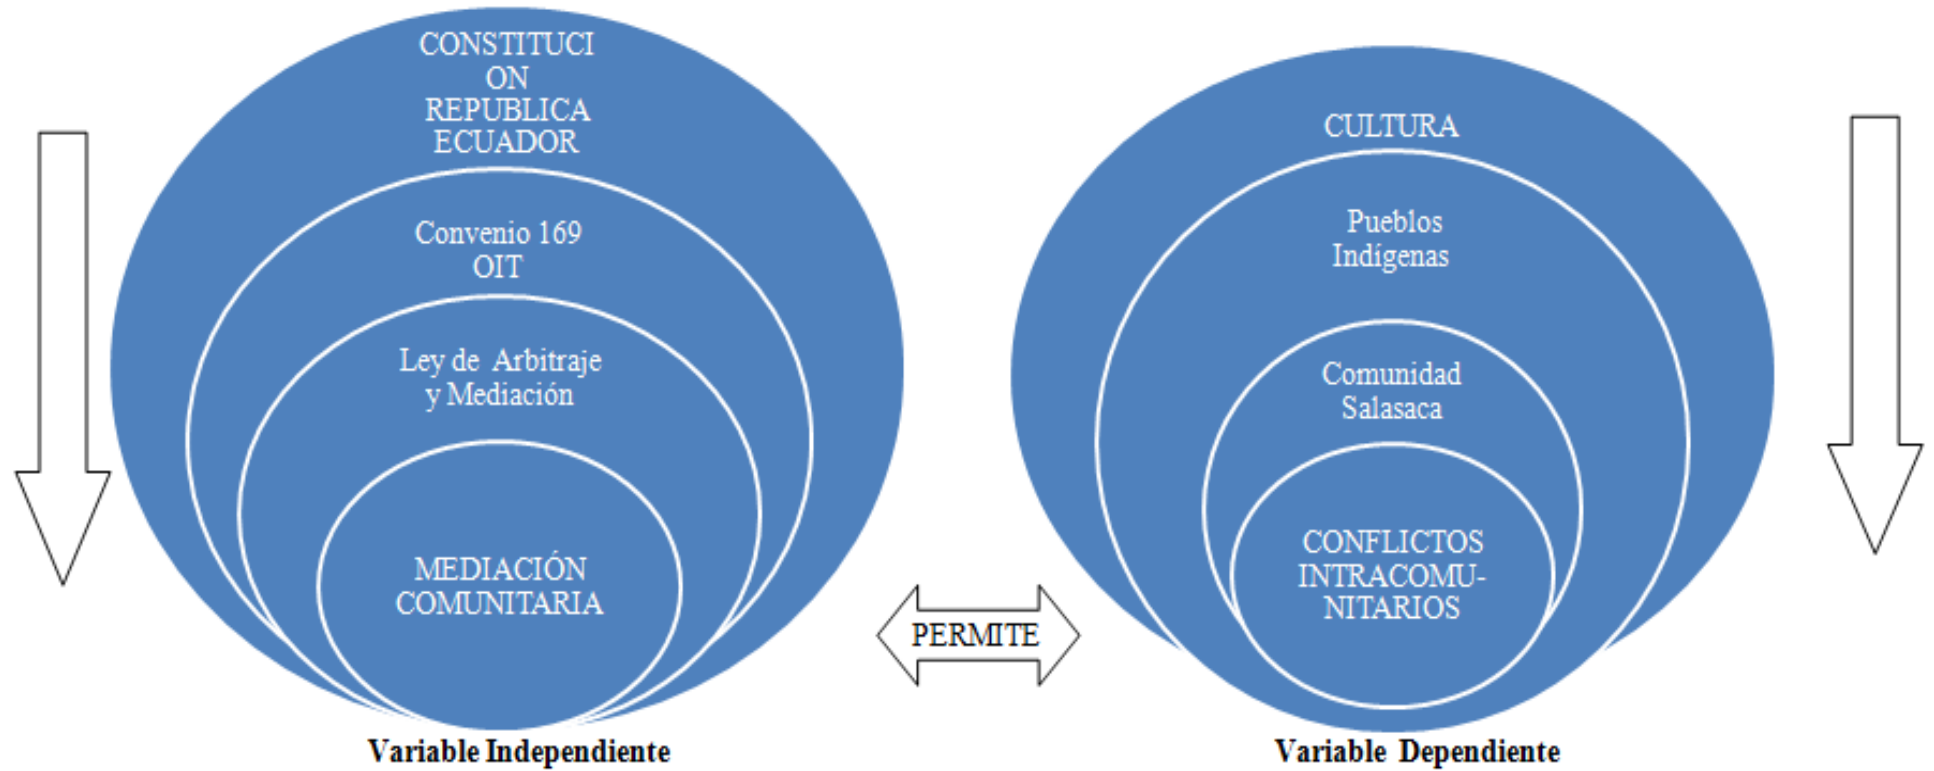 CONSTITUCI
ON
REPUBLICA
ECUADOR
Convenio 169
OIT
Ley de Arbitraje
y Mediación
MEDIACIÓN
COMUNITARIA
Variable Independiente
PERMITE
CULTURA
Pueblos
Indígenas
Comunidad
Salasaca
CONFLICTOS
INTRACOMU-
NITARIOS
Variable Dependiente